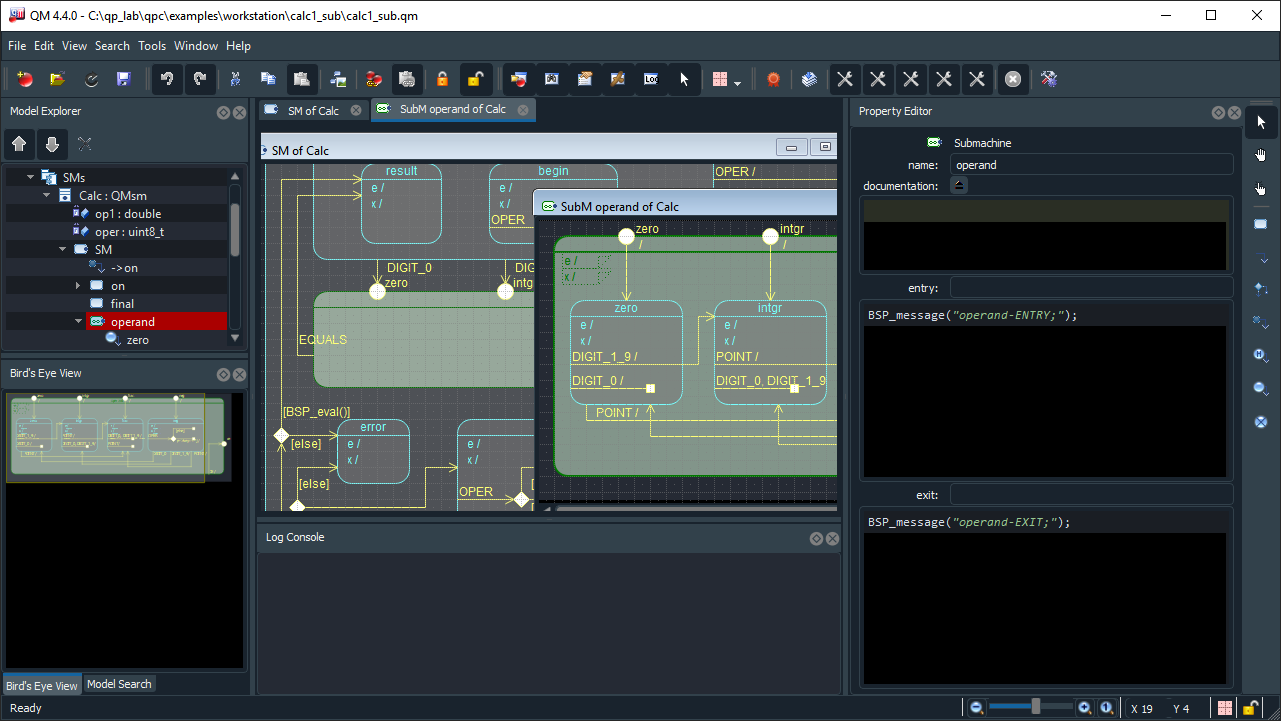 QM 4.4.0 - C:\qp_lab\qpc\examples\workstation\calc1_sub\calc1_sub.qm
File Edit View Search Tools Window Help
Log
Model Explorer
SMs
Calc : QMsm
op1 : double
oper : uint8_t
SM
->on
on
final
operand
zero
Bird's Eye View
Bird's Eye View
Model Search
SM of Calc
SubM operand of Calc
SM of Calc
result
e /
x /
begin
e /
x /
OPER
OPER /
DIGIT_0
zero
intg
EQUALS
[BSP_eval()]
[else]
error
e /
x /
[else]
e /
x /
OPER
SubM operand of Calc
zero
/
intgr
/
e /
x /
zero
e /
x /
DIGIT_1_9 /
DIGIT_0 /
POINT /
intgr
e /
x /
POINT /
DIGIT_0, DIGIT_1_9
Log Console
Property Editor
Submachine
name: operand
documentation:
entry:
BSP_message("operand-ENTRY;");
exit:
BSP_message("operand-EXIT;");
Ready
X 19 Y 4